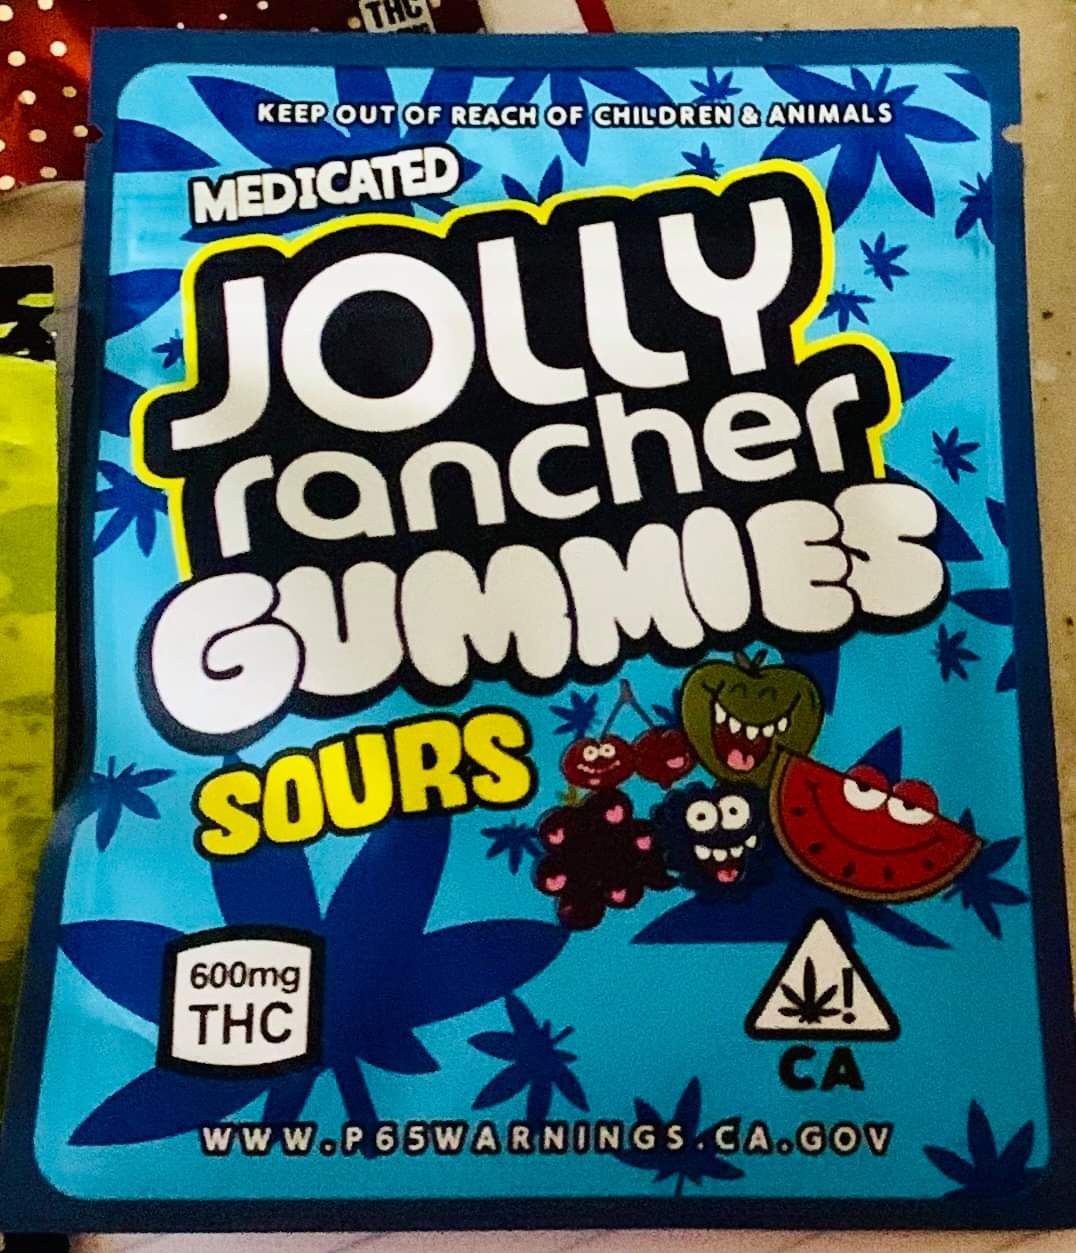 THC
KEEP OUT OF REACH OF CHILDREN & ANIMALS
MEDICATED
JOLLY
rancher
GUMMIES
SOURS
600mg
THC
!
CA
WWW.P65WARNINGS.CA.GOV